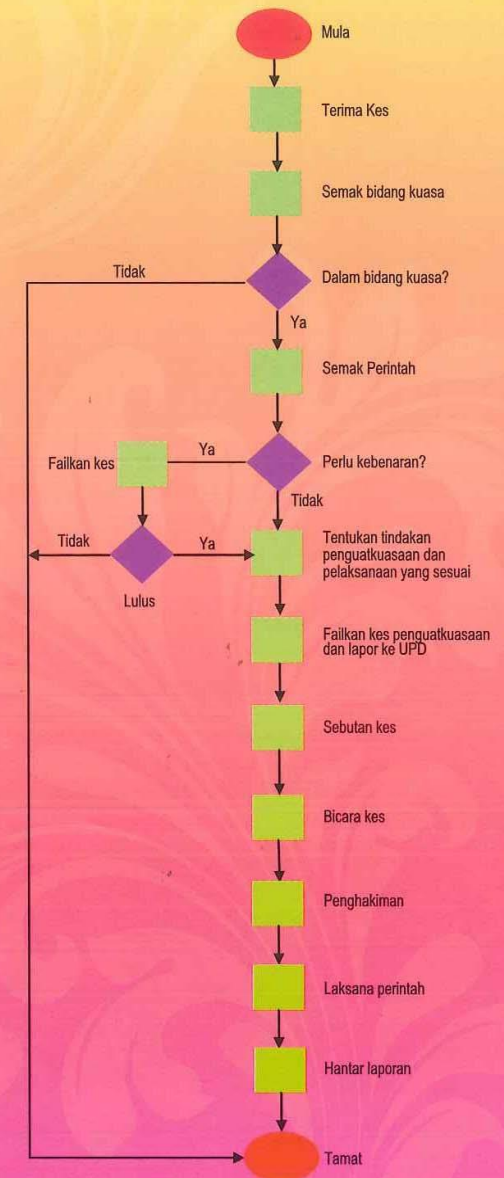 Mula
Terima Kes
Semak bidang kuasa
Tidak
Dalam bidang kuasa?
Ya
Semak Perintah
Failkan kes
Ya
Perlu kebenaran?
Tidak
Tidak
Ya
Lulus
Tentukan tindakan
penguatkuasaan dan
pelaksanaan yang sesuai
Failkan kes penguatkuasaan
dan lapor ke UPD
Sebutan kes
Bicara kes
Penghakiman
Laksana perintah
Hantar laporan
Tamat